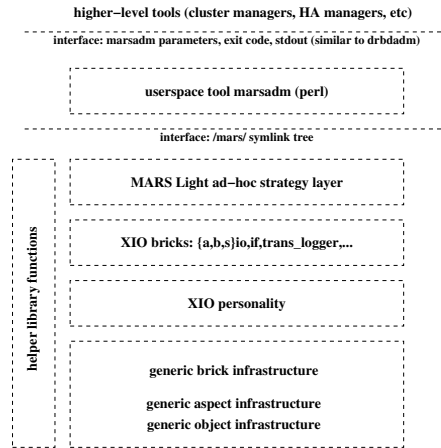 higher-level tools (cluster managers, HA managers, etc)
interface: marsadm parameters, exit code, stdout (similar to drbdadm)
userspace tool marsadm (perl)
interface: /mars/ symlink tree
MARS Light ad-hoc strategy layer
XIO bricks: {a,b,s}io,if,trans_logger,...
XIO personality
generic brick infrastructure
generic aspect infrastructure
generic object infrastructure
helper library functions